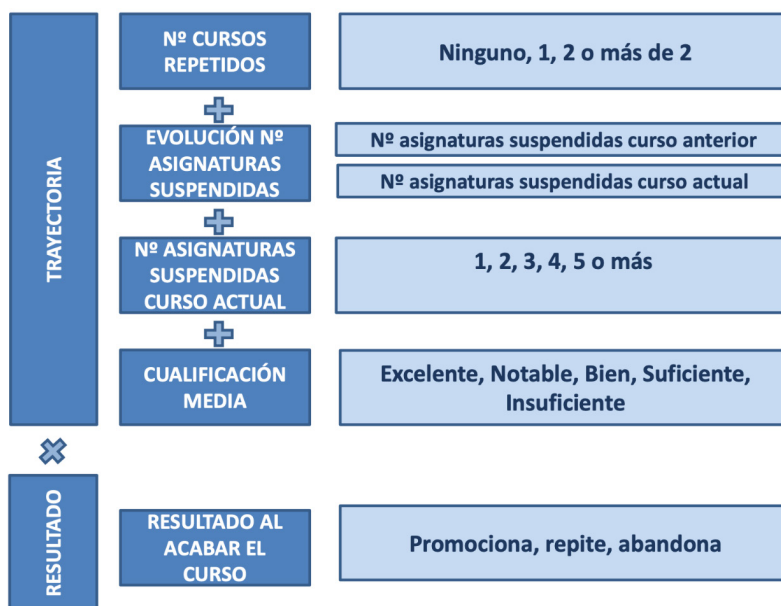 TRAYECTORIA
Nº CURSOS
REPETIDOS
Ninguno, 1, 2 o más de 2
EVOLUCIÓN Nº
ASIGNATURAS
SUSPENDIDAS
Nº asignaturas suspendidas curso anterior
Nº asignaturas suspendidas curso actual
Nº ASIGNATURAS
SUSPENDIDAS
CURSO ACTUAL
1, 2, 3, 4, 5 o más
CUALIFICACIÓN
MEDIA
Excelente, Notable, Bien, Suficiente,
Insuficiente
RESULTADO
RESULTADO AL
ACABAR EL
CURSO
Promociona, repite, abandona